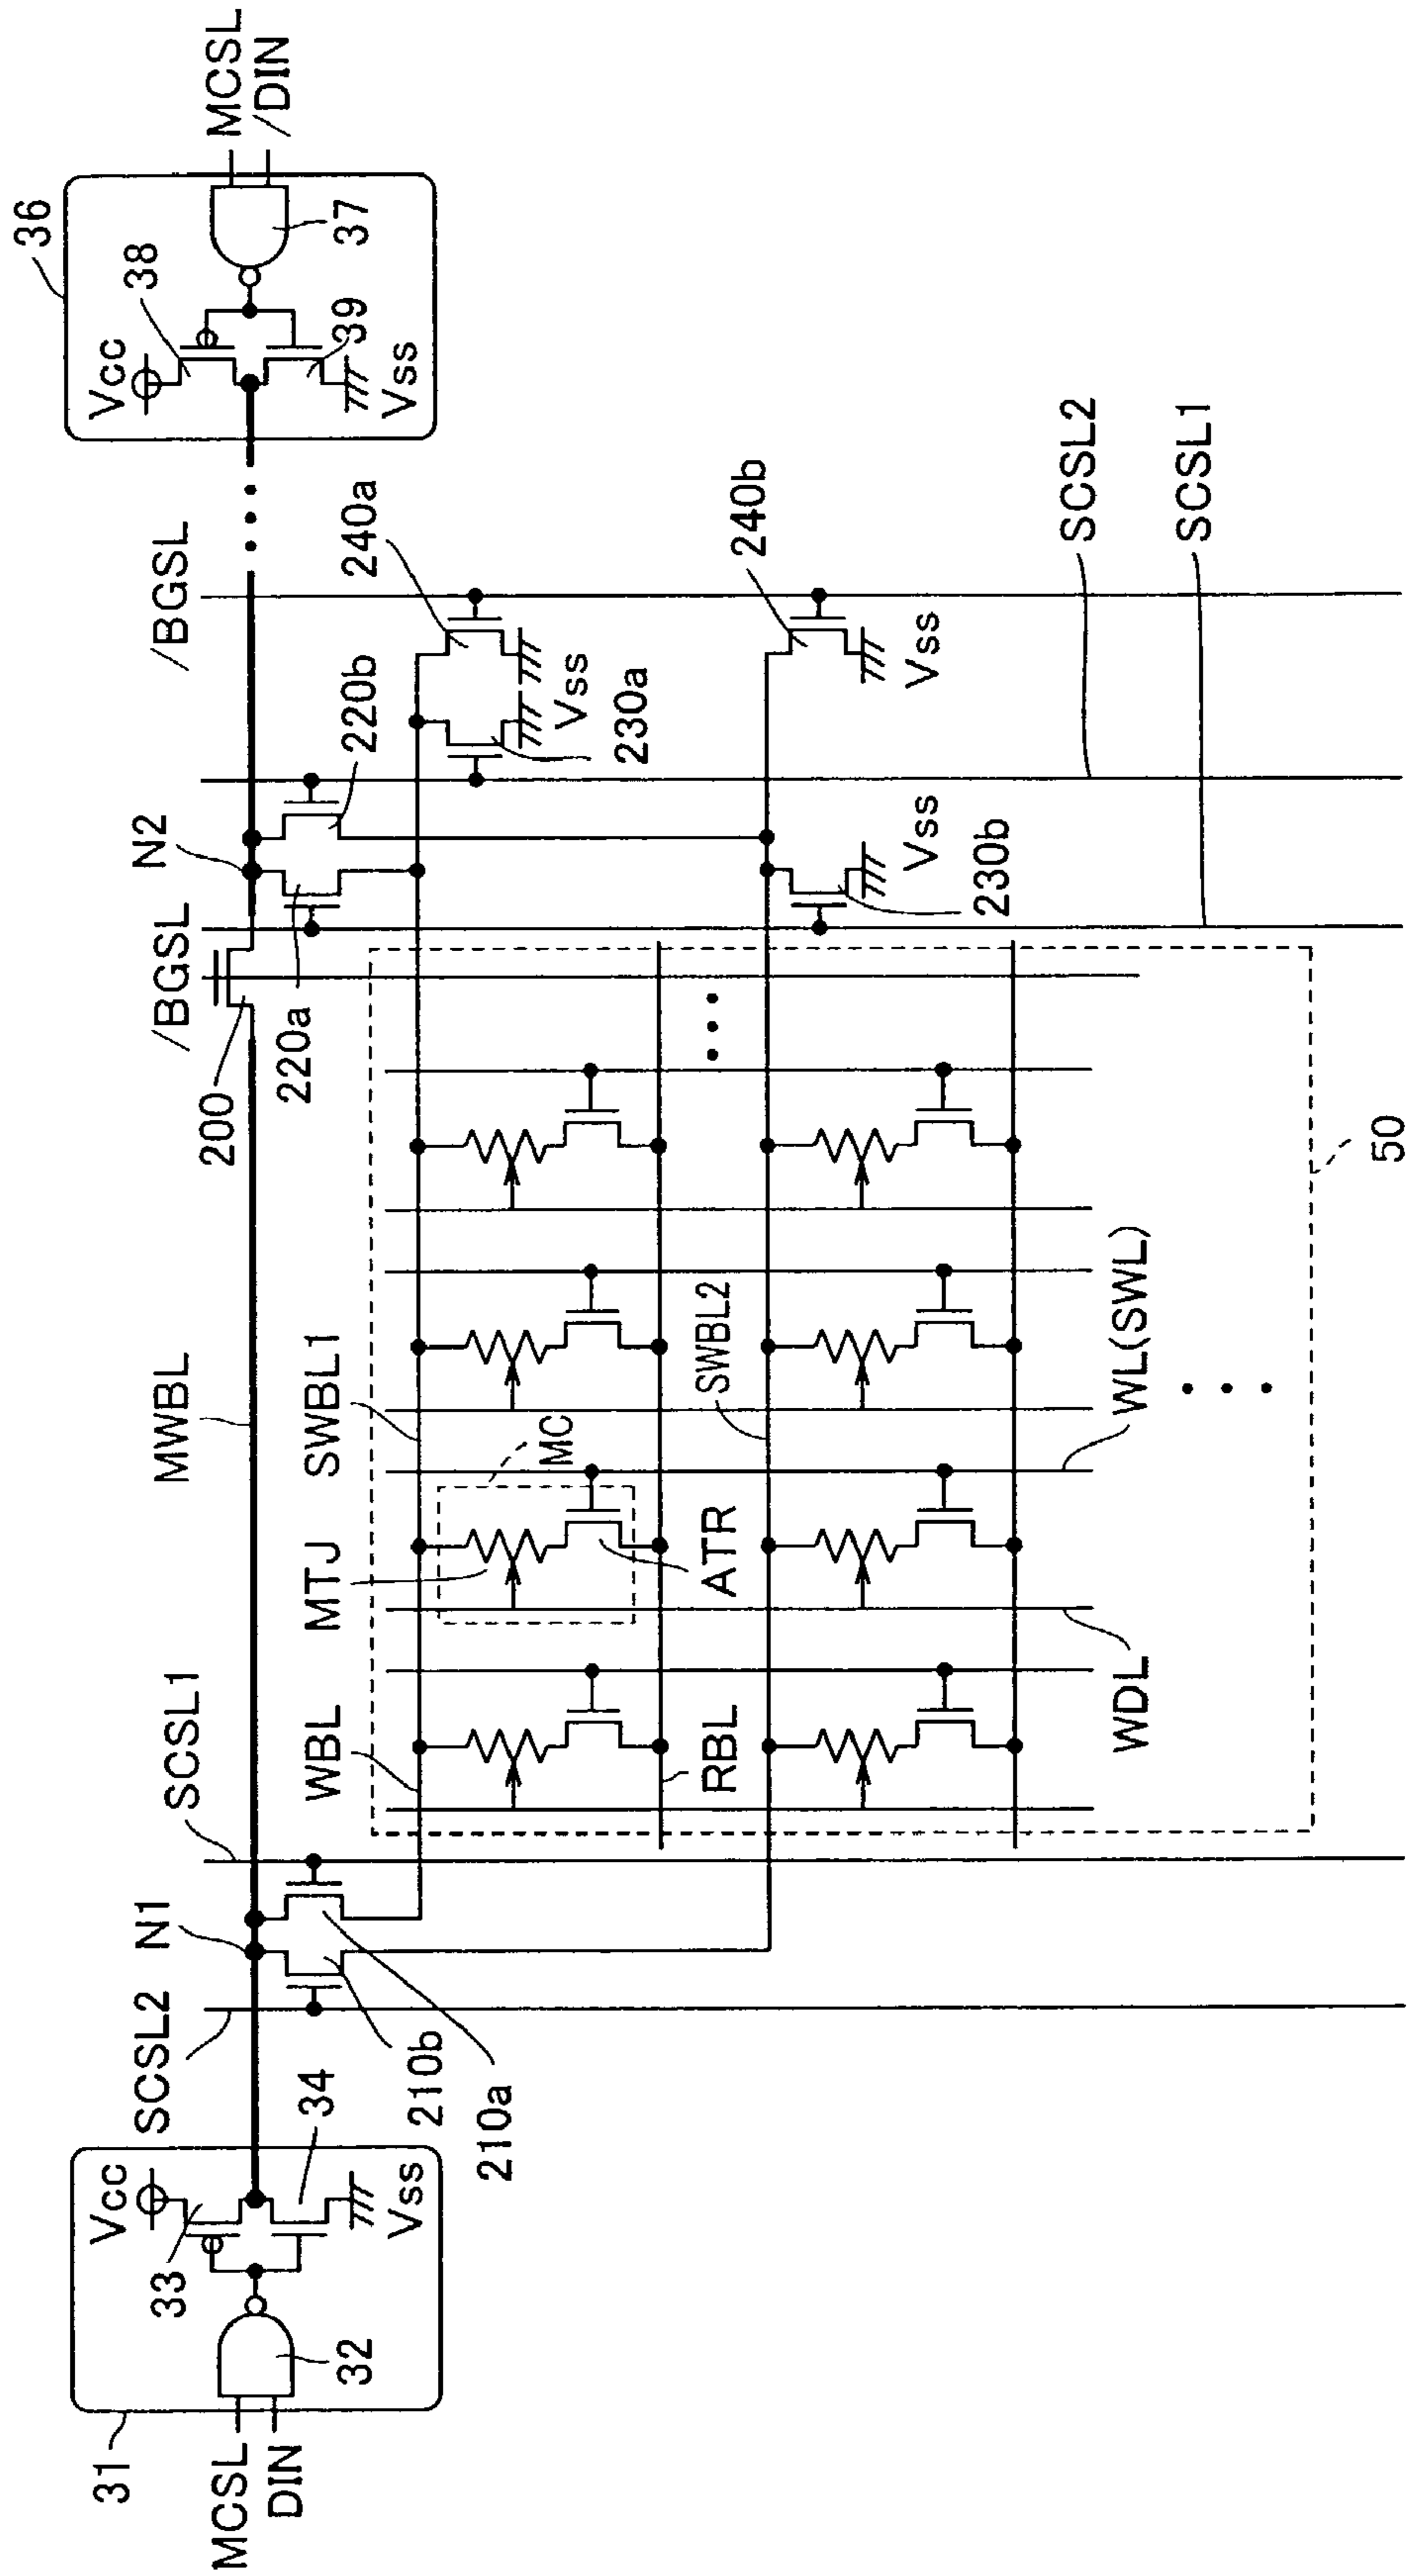 MCSL
DIN
31
32
33
34
Vcc
Vss
SCSL2
N1
SCSL1
210b
210a
MWBL
WBL
MTJ
SWBL1
MC
ATR
RBL
SWBL2
WDL
WL(SWL)
50
200
/BGSL
220a
N2
220b
230a
Vss
240a
/BGSL
230b
Vss
240b
Vss
SCSL2
SCSL1
36
Vcc
38
39
Vss
37
MCSL
/DIN